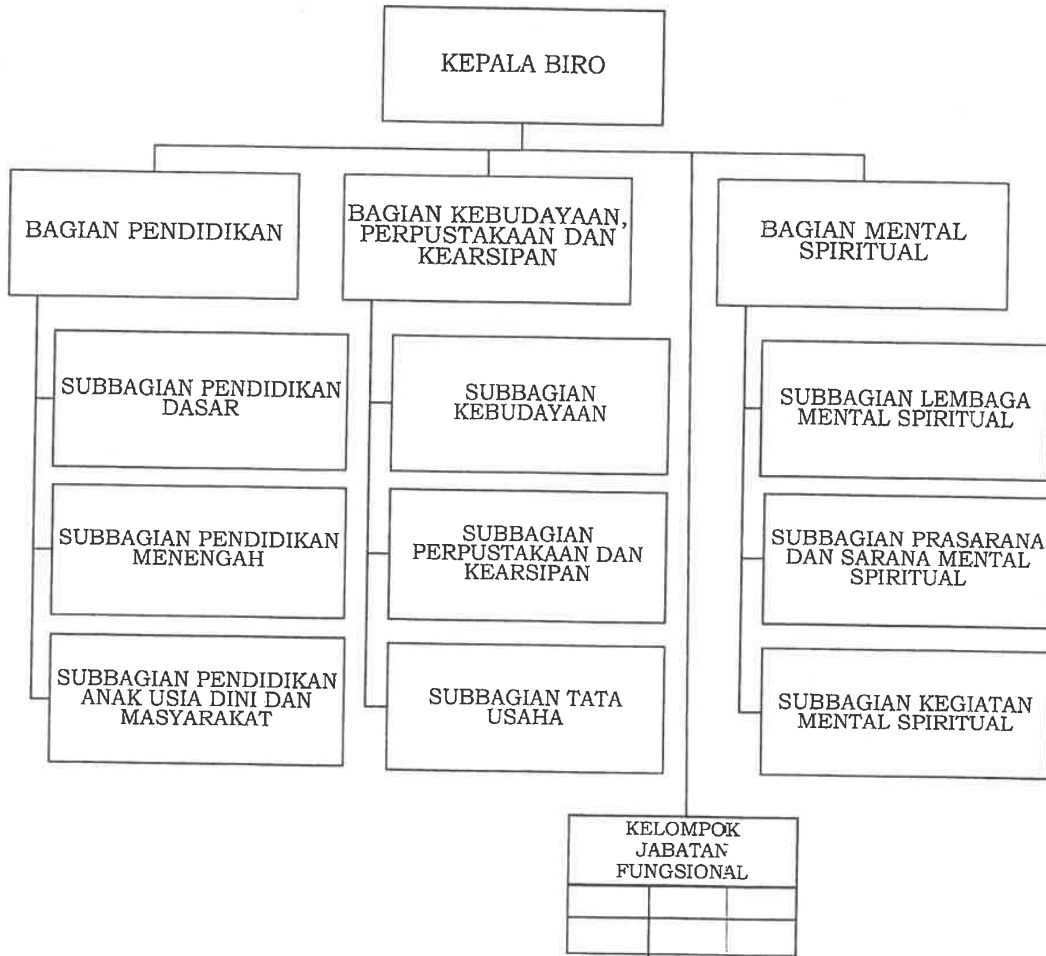 KEPALA BIRO
BAGIAN PENDIDIKAN
BAGIAN KEBUDAYAAN,
PERPUSTAKAAN DAN
KEARSIPAN
BAGIAN MENTAL
SPIRITUAL
SUBBAGIAN PENDIDIKAN
DASAR
SUBBAGIAN
KEBUDAYAAN
SUBBAGIAN LEMBAGA
MENTAL SPIRITUAL
SUBBAGIAN PENDIDIKAN
MENENGAH
SUBBAGIAN
PERPUSTAKAAN DAN
KEARSIPAN
SUBBAGIAN PRASARANA
DAN SARANA MENTAL
SPIRITUAL
SUBBAGIAN PENDIDIKAN
ANAK USIA DINI DAN
MASYARAKAT
SUBBAGIAN TATA
USAHA
SUBBAGIAN KEGIATAN
MENTAL SPIRITUAL
KELOMPOK
JABATAN
FUNGSIONAL